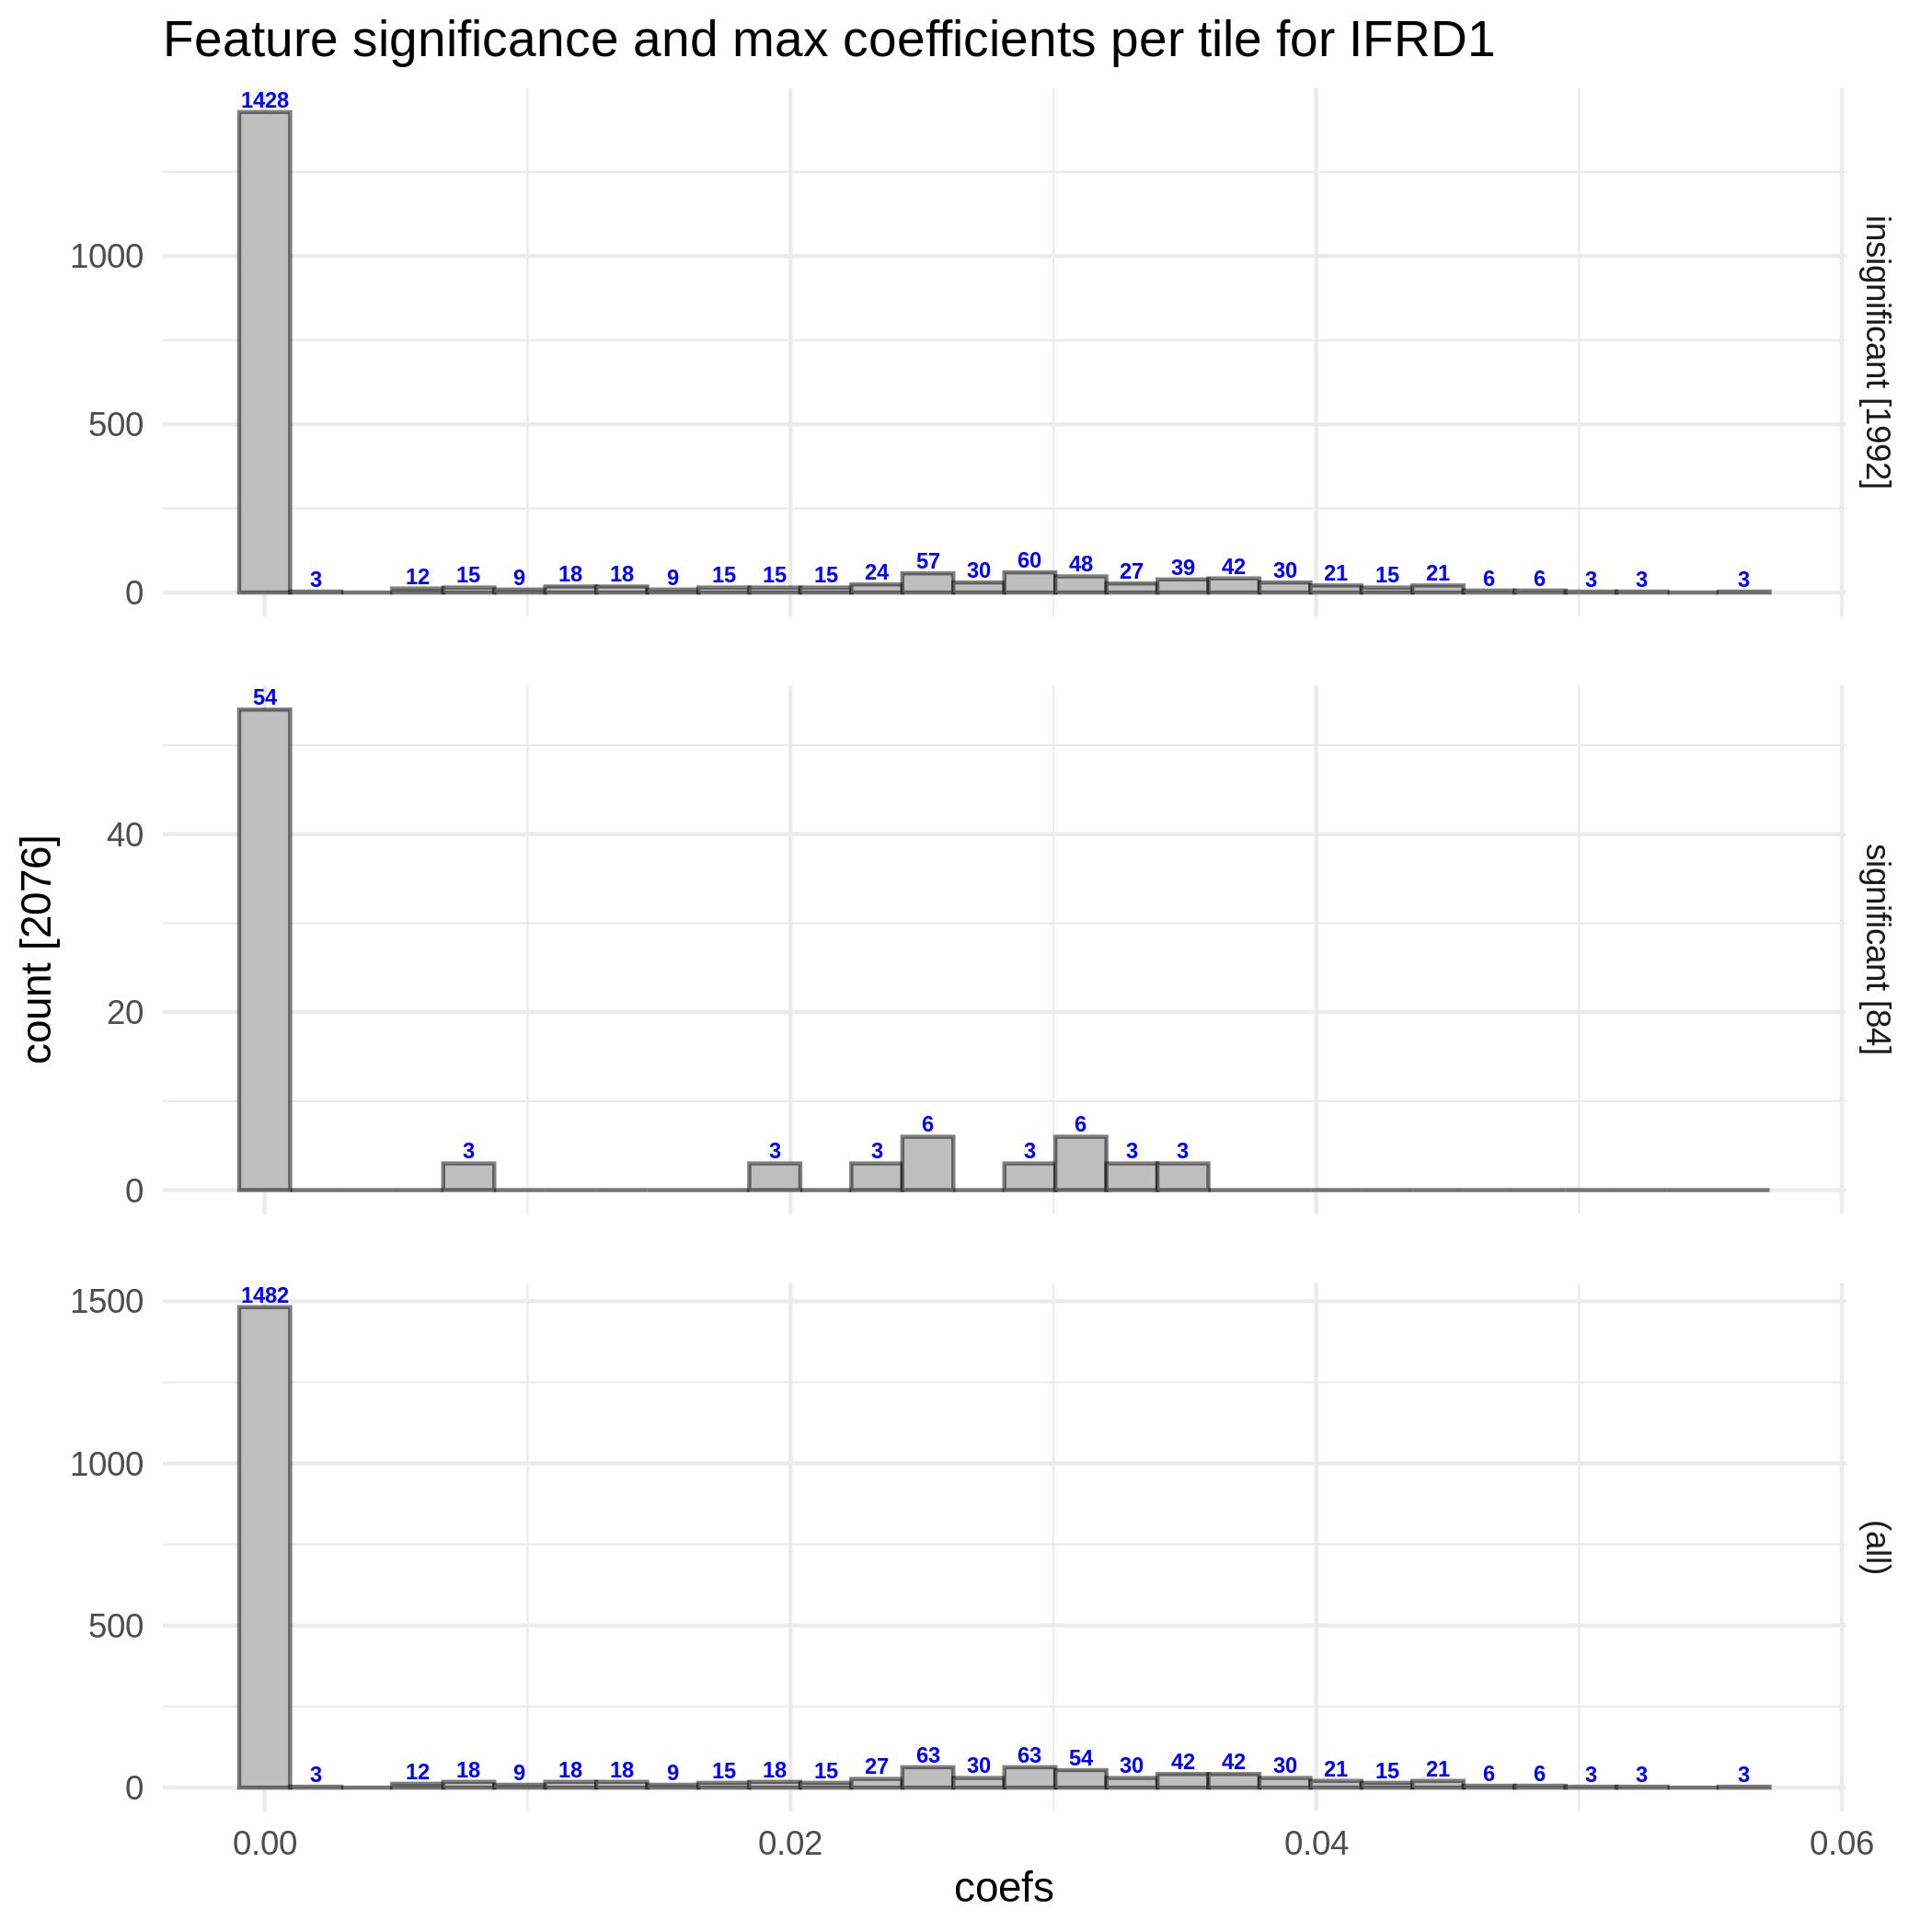 Feature significance and max coefficients per tile for IFRD1
1428
3 12 15 9 18 18 9 15 15 15 24 57 30 60 48 27 39 42 30 21 15 21 6 6 3 3 3
1000
500
0
insignificant [1992]
54
3 3 3 6 3 6 3 3
40
20
0
significant [84]
count [2076]
1482
3 12 18 9 18 18 9 15 18 15 27 63 30 63 54 30 42 42 30 21 15 21 6 6 3 3 3
1500
1000
500
0
(all)
0.00 0.02 0.04 0.06
coefs